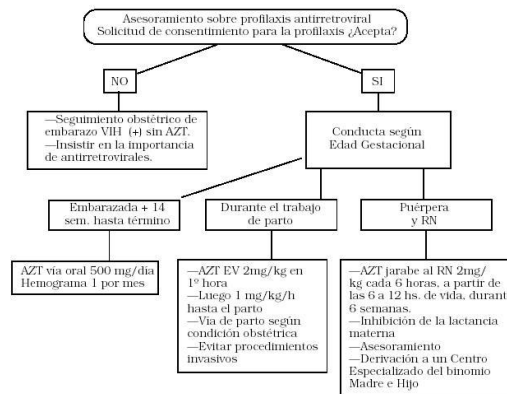 Asesoramiento sobre profilaxis antirretroviral
Solicitud de consentimiento para la profilaxis ¿Acepta?
NO
SI
—Seguimiento obstétrico de
embarazo VIH (+) sin AZT.
—Insistir en la importancia
de antirretrovirales.
Conducta según
Edad Gestacional
Embarazada + 14
sem. hasta término
Durante el trabajo
de parto
Puérpera
y RN
AZT vía oral 500 mg/día
Hemograma 1 por mes
—AZT EV 2mg/kg en
1º hora
—Luego 1 mg/kg/h
hasta el parto
—Vía de parto según
condición obstétrica
—Evitar procedimientos
invasivos
—AZT jarabe al RN 2mg/
kg cada 6 horas, a partir de
las 6 a 12 hs. de vida, durant
6 semanas.
—Inhibición de la lactancia
materna
—Asesoramiento
—Derivación a un Centro
Especializado del binomio
Madre e Hijo